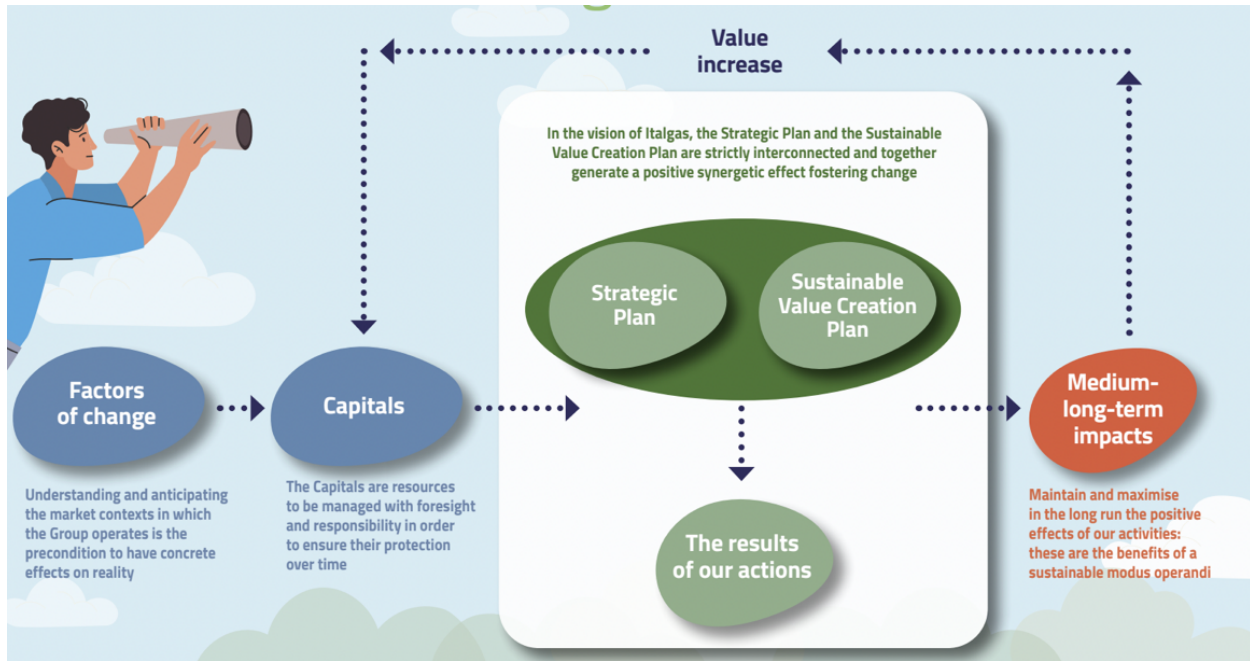 Value
increase
In the vision of Italgas, the Strategic Plan and the Sustainable
Value Creation Plan are strictly interconnected and together
generate a positive synergetic effect fostering change
Strategic
Plan
Sustainable
Value Creation
Plan
Factors
of change
Understanding and anticipating
the market contexts in which
the Group operates is the
precondition to have concrete
effects on reality
Capitals
The Capitals are resources
to be managed with foresight
and responsibility in order
to ensure their protection
over time
The results
of our actions
Medium-
long-term
impacts
Maintain and maximise
in the long run the positive
effects of our activities:
these are the benefits of a
sustainable modus operandi